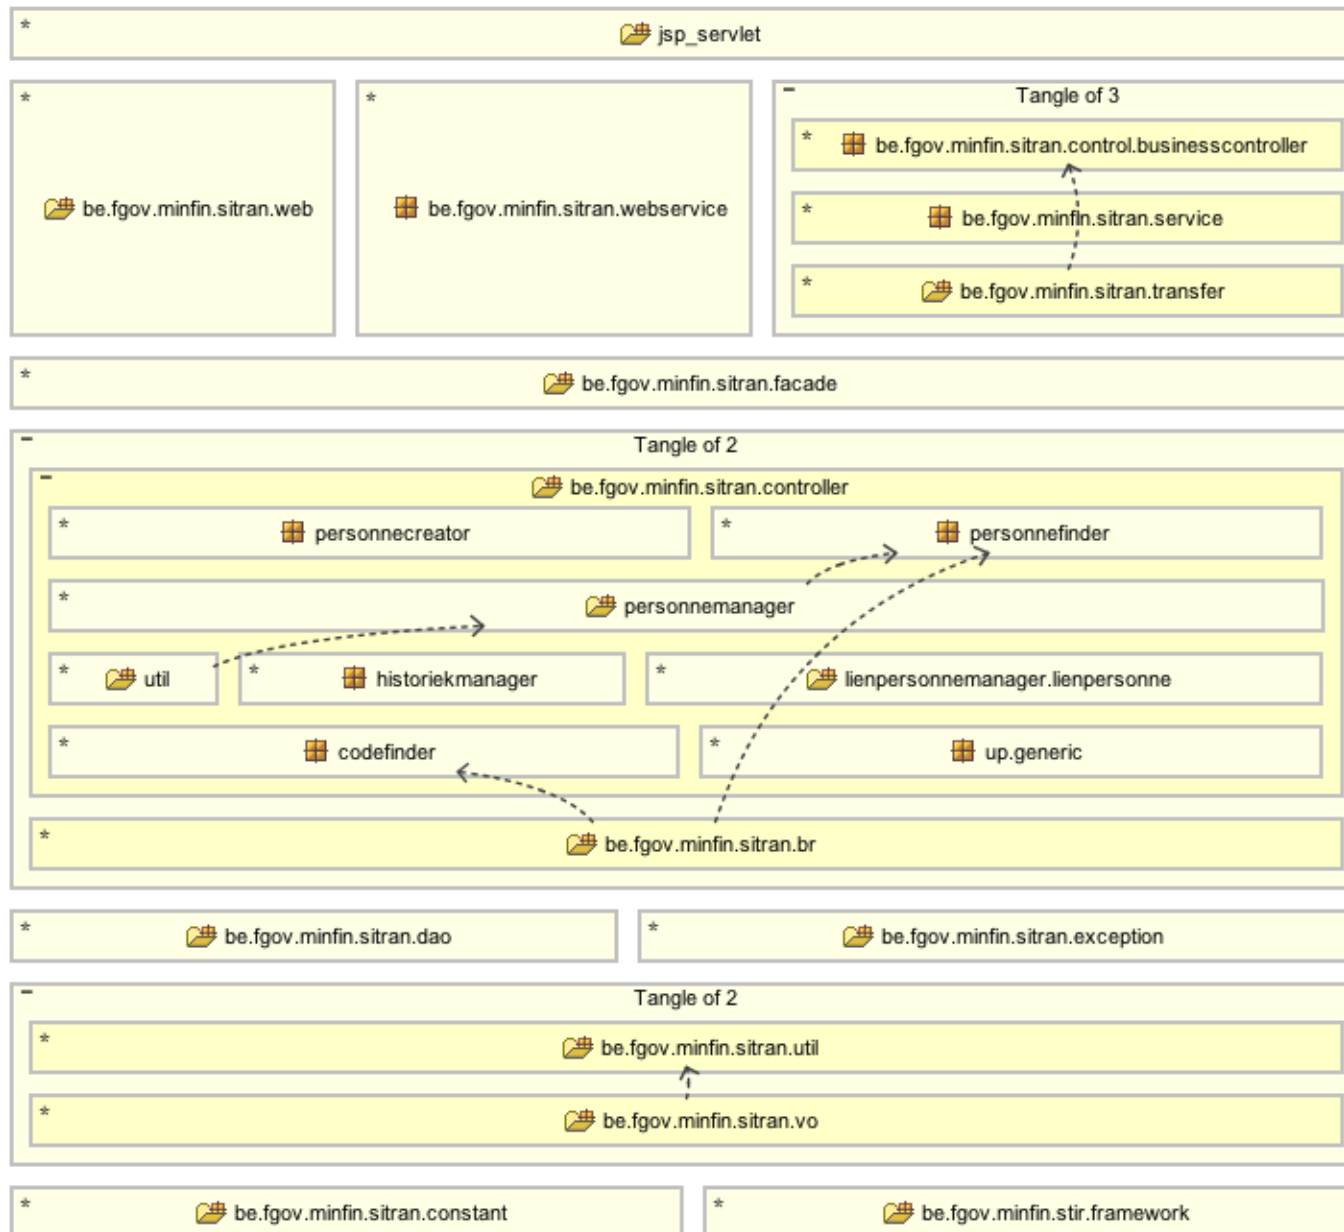 * jsp_servlet
* be.fgov.minfin.sitran.web
* be.fgov.minfin.sitran.webservice
Tangle of 3
* be.fgov.minfin.sitran.control.businesscontroller
* be.fgov.minfin.sitran.service
* be.fgov.minfin.sitran.transfer
* be.fgov.minfin.sitran.facade
Tangle of 2
be.fgov.minfin.sitran.controller
* personnecreator
* personnefinder
* personnemanager
* util
* historiekmanager
* lienpersonnemanager.lienpersonne
* codefinder
* up.generic
* be.fgov.minfin.sitran.br
* be.fgov.minfin.sitran.dao
* be.fgov.minfin.sitran.exception
Tangle of 2
* be.fgov.minfin.sitran.util
* be.fgov.minfin.sitran.vo
* be.fgov.minfin.sitran.constant
* be.fgov.minfin.stir.framework